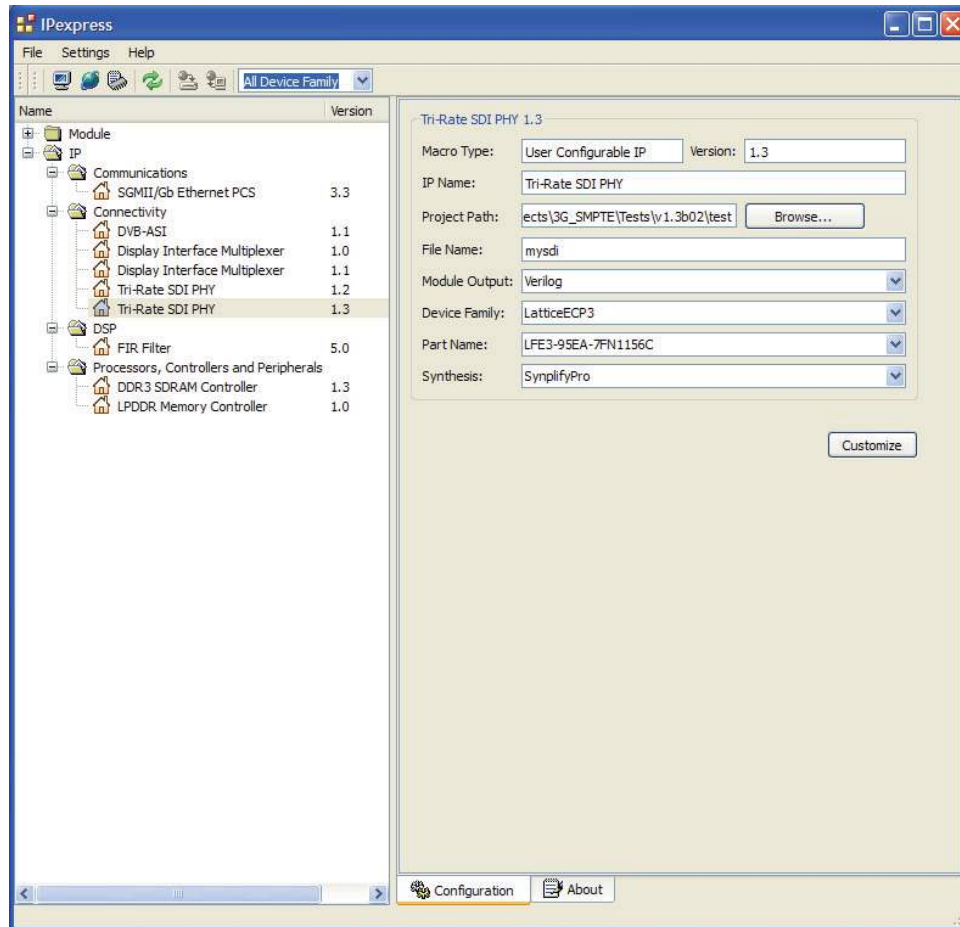 IPexpress
File Settings Help
All Device Family
Name Version
Module
IP
Communications
SGMII/Gb Ethernet PCS 3.3
Connectivity
DVB-ASI 1.1
Display Interface Multiplexer 1.0
Display Interface Multiplexer 1.1
Tri-Rate SDI PHY 1.2
Tri-Rate SDI PHY 1.3
DSP
FIR Filter 5.0
Processors, Controllers and Peripherals
DDR3 SDRAM Controller 1.3
LPDDR Memory Controller 1.0
Tri-Rate SDI PHY 1.3
Macro Type: User Configurable IP Version: 1.3
IP Name: Tri-Rate SDI PHY
Project Path: ects\3G_SMPTE\Tests\v1.3b02\test Browse...
File Name: mysdi
Module Output: Verilog
Device Family: LatticeECP3
Part Name: LFE3-95EA-7FN1156C
Synthesis: SynplifyPro
Customize
Configuration About